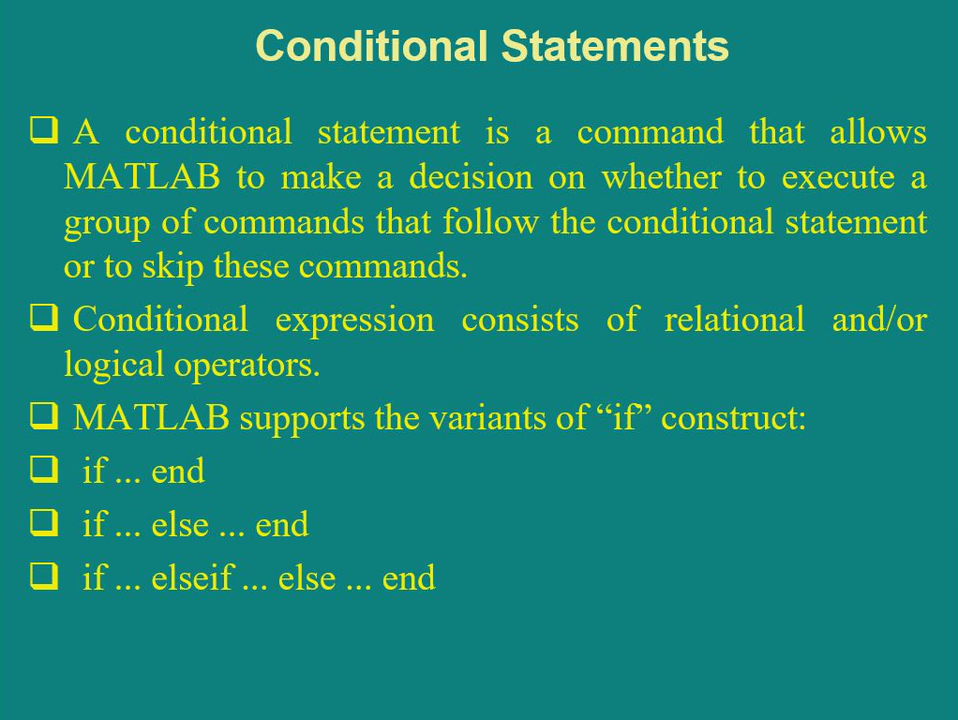 Conditional Statements
❑ A conditional statement is a command that allows
MATLAB to make a decision on whether to execute a
group of commands that follow the conditional statement
or to skip these commands.
❑ Conditional expression consists of relational and/or
logical operators.
❑ MATLAB supports the variants of “if” construct:
❑ if ... end
❑ if ... else ... end
❑ if ... elseif ... else ... end